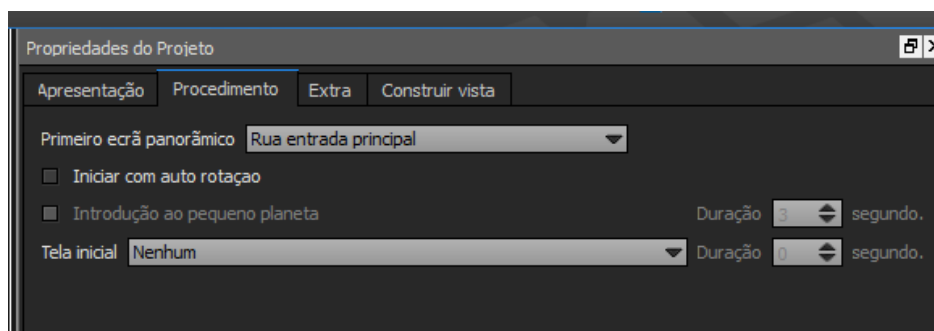 Propriedades do Projeto
Apresentação Procedimento Extra Construir vista
Primeiro ecrã panorãmico Rua entrada principal
Iniciar com auto rotaçao
Introdução ao pequeno planeta Duração 3 segundo.
Tela inicial Nenhum Duração 0 segundo.